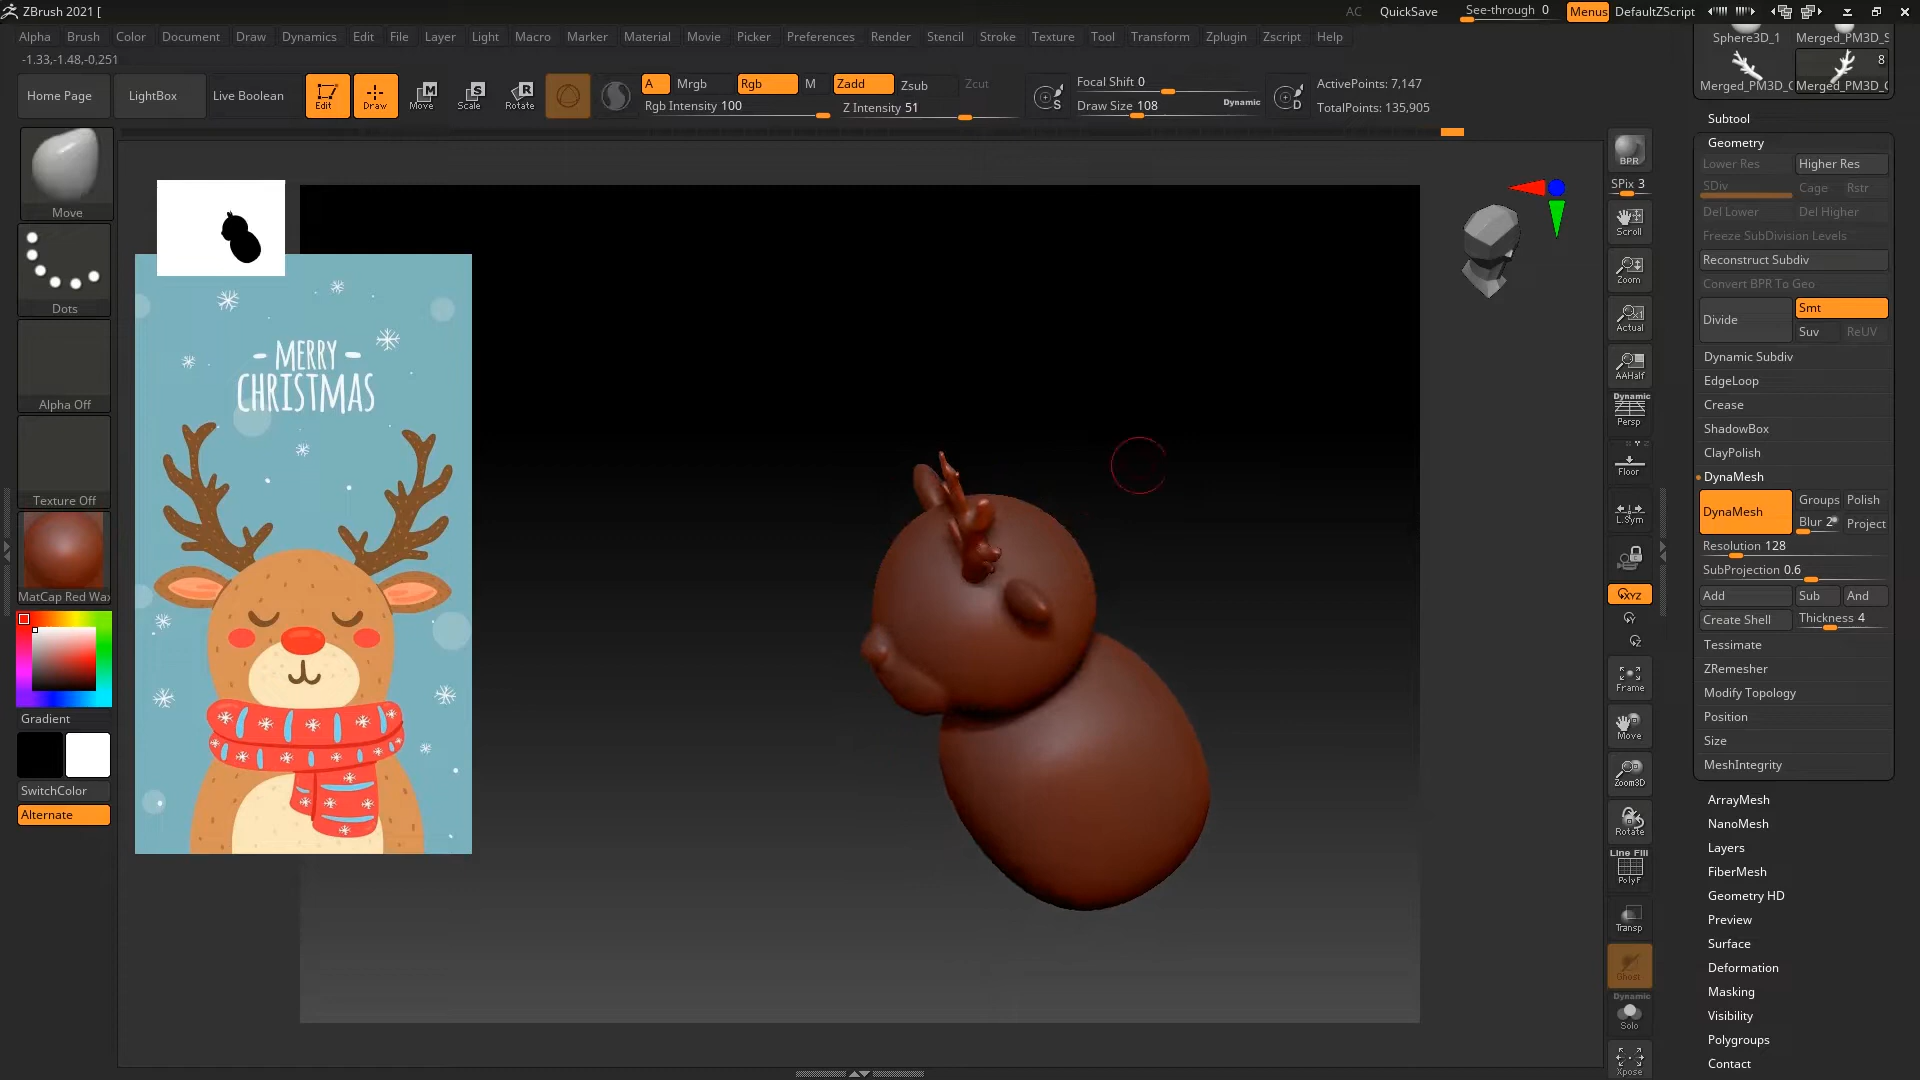 ZBrush 2021 [
AC
QuickSave
See-through 0
Menus
DefaultZScript
Alpha Brush Color Document Draw Dynamics Edit File Layer Light Macro Marker Material Movie Picker Preferences Render Stencil Stroke Texture Tool Transform Zplugin Zscript Help
-1.33,-1.48,-0.251
Home Page
LightBox
Live Boolean
Edit
Draw
Move
Scale
Rotate
A
Mrgb
Rgb
M
Zadd
Zsub
Zcut
Rgb Intensity 100
Z Intensity 51
Focal Shift 0
Draw Size 108
Dynamic
ActivePoints: 7,147
TotalPoints: 135,905
Move
Dots
Alpha Off
Texture Off
MatCap Red Wax
Gradient
SwitchColor
Alternate
MERRY
CHRISTMAS
BPR
SPix 3
Scroll
Zoom
Actual
AAHalf
Dynamic
Persp
Floor
L.Sym
XYZ
Frame
Move
Zoom3D
Rotate
Line Fill
PolyF
Transp
Ghost
Dynamic
Solo
Xpose
Sphere3D_1
Merged_PM3D_S
8
Merged_PM3D_C
Merged_PM3D_C
Subtool
Geometry
Lower Res
Higher Res
SDiv
Cage
Rstr
Del Lower
Del Higher
Freeze SubDivision Levels
Reconstruct Subdiv
Convert BPR To Geo
Divide
Smt
Suv
ReUV
Dynamic Subdiv
EdgeLoop
Crease
ShadowBox
ClayPolish
DynaMesh
DynaMesh
Groups
Polish
Blur 2
Project
Resolution 128
SubProjection 0.6
Add
Sub
And
Create Shell
Thickness 4
Tessimate
ZRemesher
Modify Topology
Position
Size
MeshIntegrity
ArrayMesh
NanoMesh
Layers
FiberMesh
Geometry HD
Preview
Surface
Deformation
Masking
Visibility
Polygroups
Contact